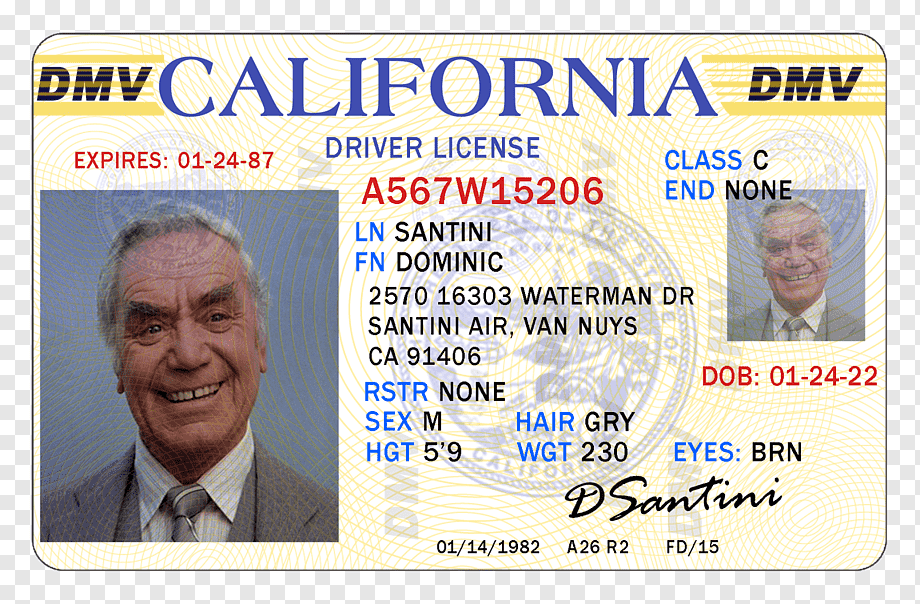 DMV CALIFORNIA DMV
DRIVER LICENSE
EXPIRES: 01-24-87
CLASS C
A567W15206
END NONE
LN SANTINI
FN DOMINIC
2570 16303 WATERMAN DR
SANTINI AIR, VAN NUYS
CA 91406
DOB: 01-24-22
RSTR NONE
SEX M HAIR GRY
HGT 5'9 WGT 230 EYES: BRN
DSantini
01/14/1982 A26 R2 FD/15